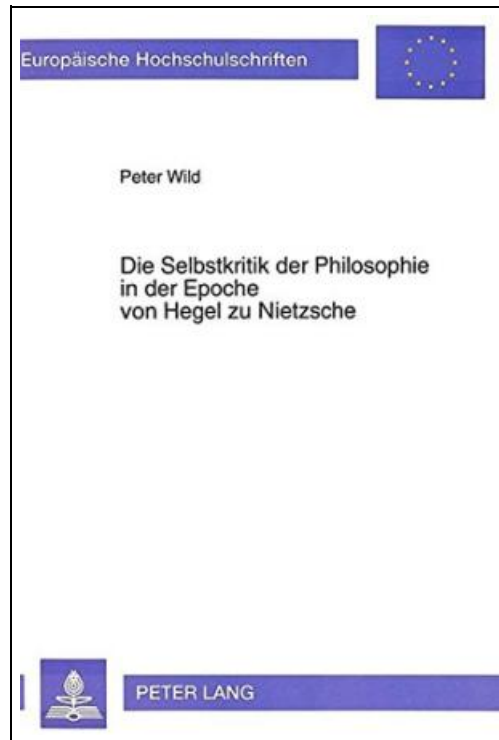 Europäische Hochschulschriften
Peter Wild
Die Selbstkritik der Philosophie
in der Epoche
von Hegel zu Nietzsche
PETER LANG